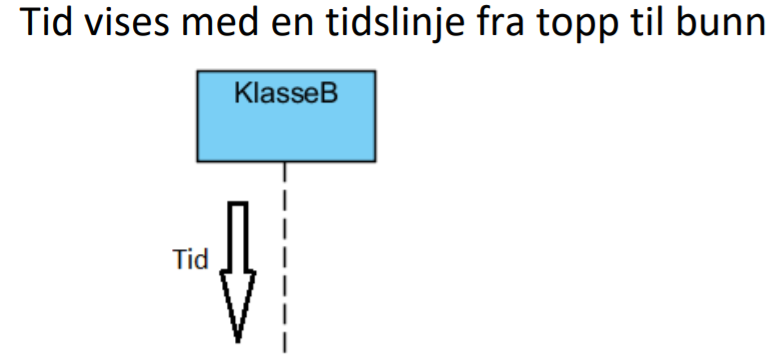 Tid vises med en tidslinje fra topp til bunn
KlasseB
Tid